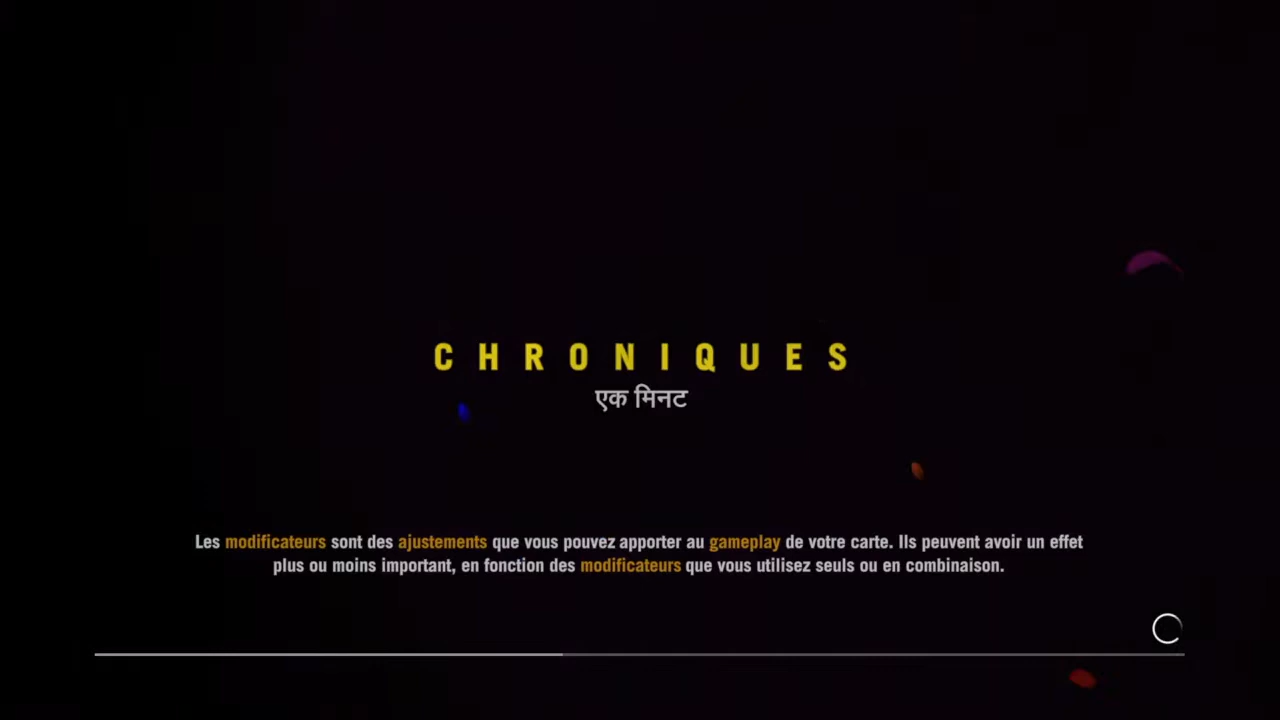 CHRONIQUES
एक मिनट
Les modificateurs sont des ajustements que vous pouvez apporter au gameplay de votre carte. Ils peuvent avoir un effet
plus ou moins important, en fonction des modificateurs que vous utilisez seuls ou en combinaison.